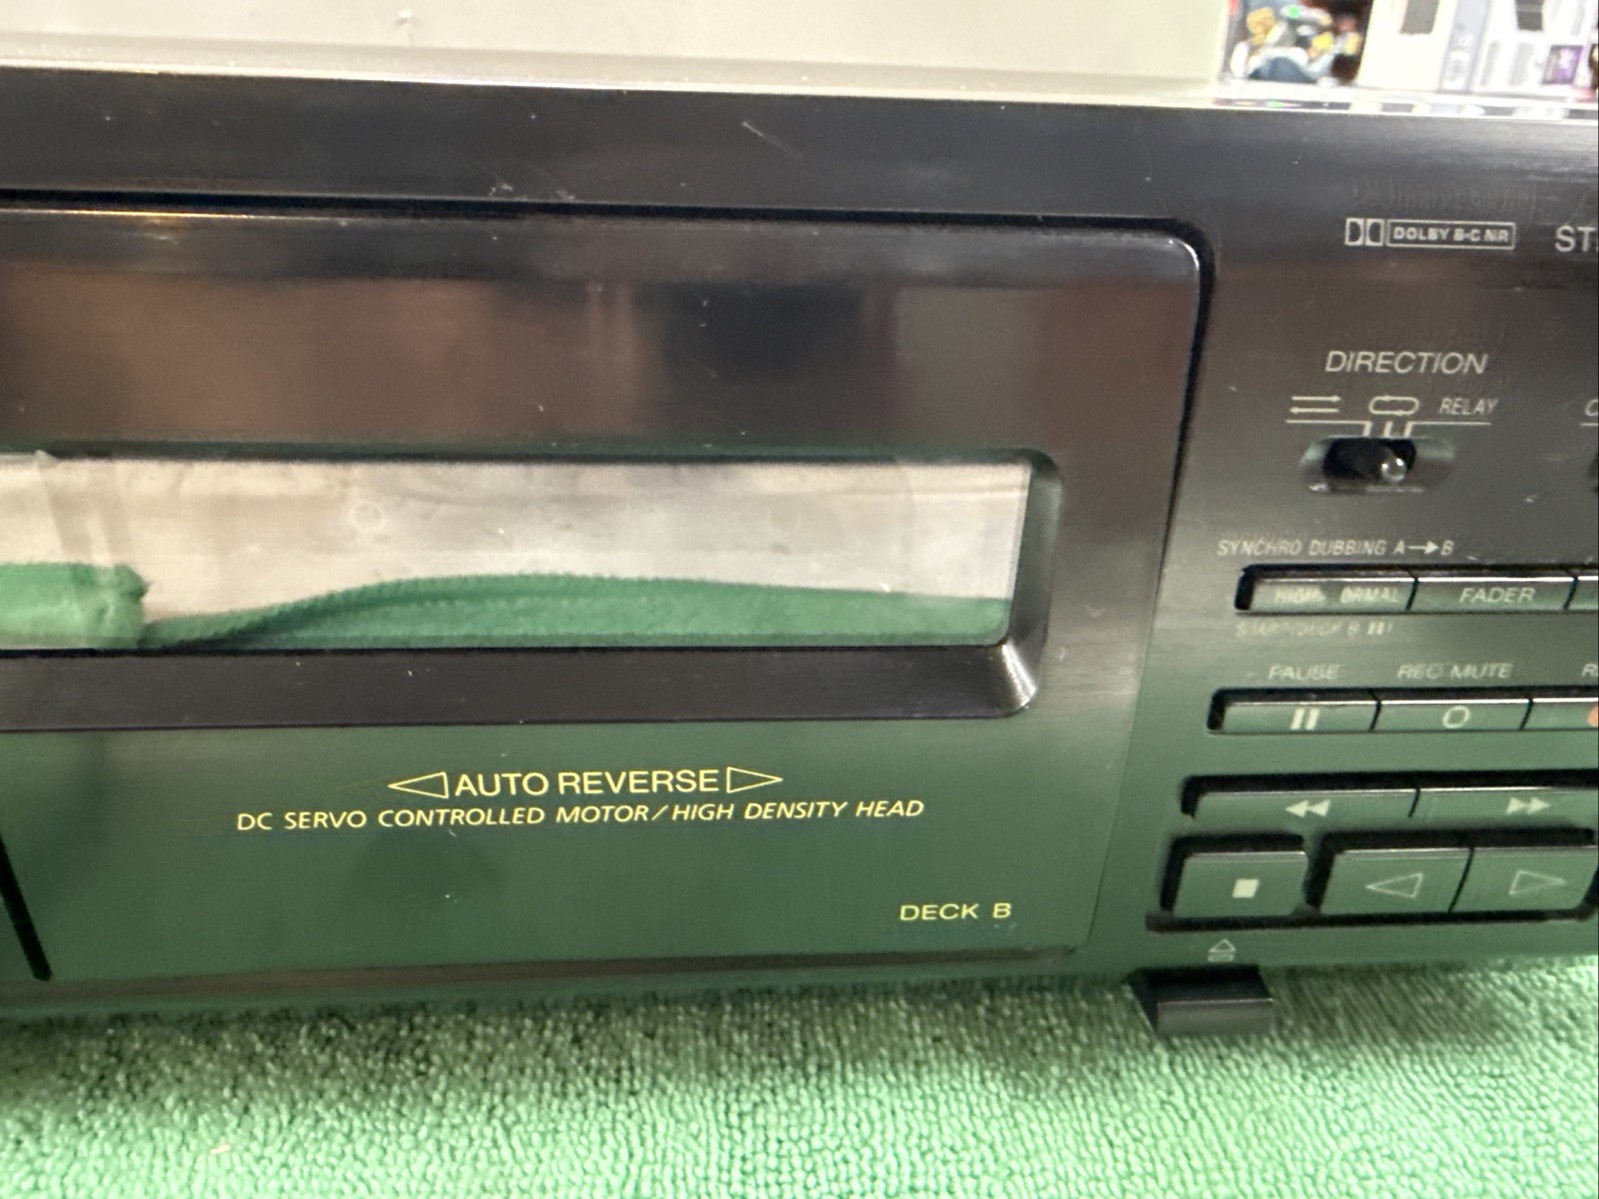 DOLBY B-C NR
DIRECTION
RELAY
SYNCHRO DUBBING A→B
HIGH FADER
PAUSE REC MUTE
AUTO REVERSE
DC SERVO CONTROLLED MOTOR/HIGH DENSITY HEAD
DECK B